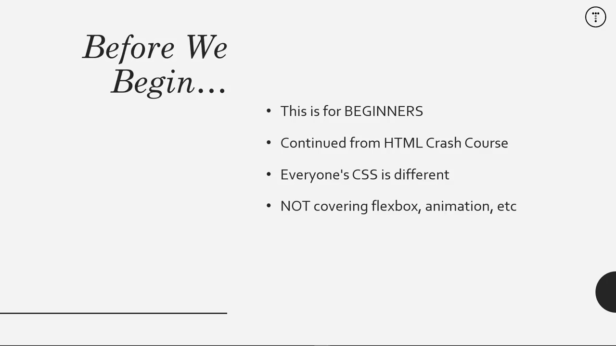 T
Before We
Begin...
• This is for BEGINNERS
• Continued from HTML Crash Course
• Everyone's CSS is different
• NOT covering flexbox, animation, etc